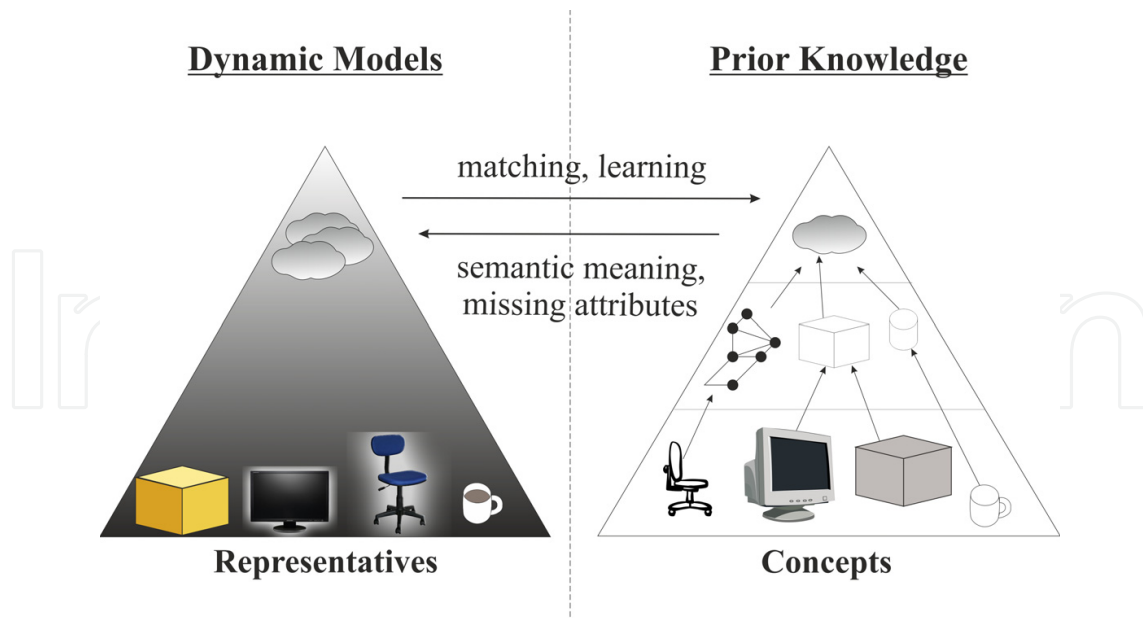 Dynamic Models
Prior Knowledge
matching, learning
semantic meaning,
missing attributes
Representatives
Concepts